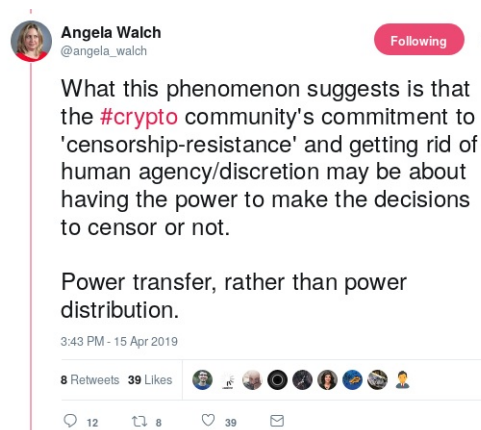 Angela Walch
@angela_walch
Following
What this phenomenon suggests is that
the #crypto community's commitment to
'censorship-resistance' and getting rid of
human agency/discretion may be about
having the power to make the decisions
to censor or not.
Power transfer, rather than power
distribution.
3:43 PM - 15 Apr 2019
8 Retweets 39 Likes
12 8 39